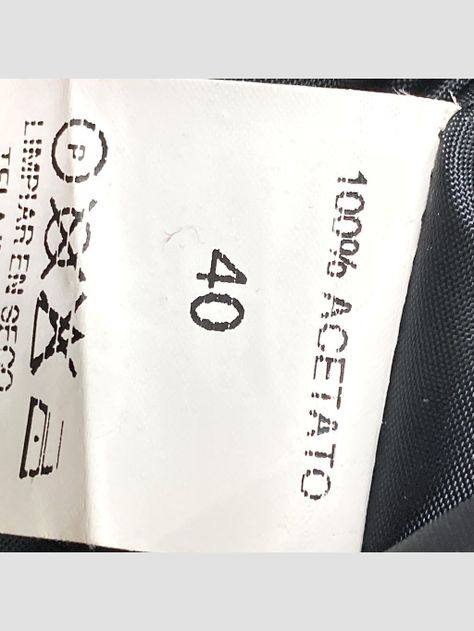 100% ACETATO
40
P
LIMPIAR EN SECO